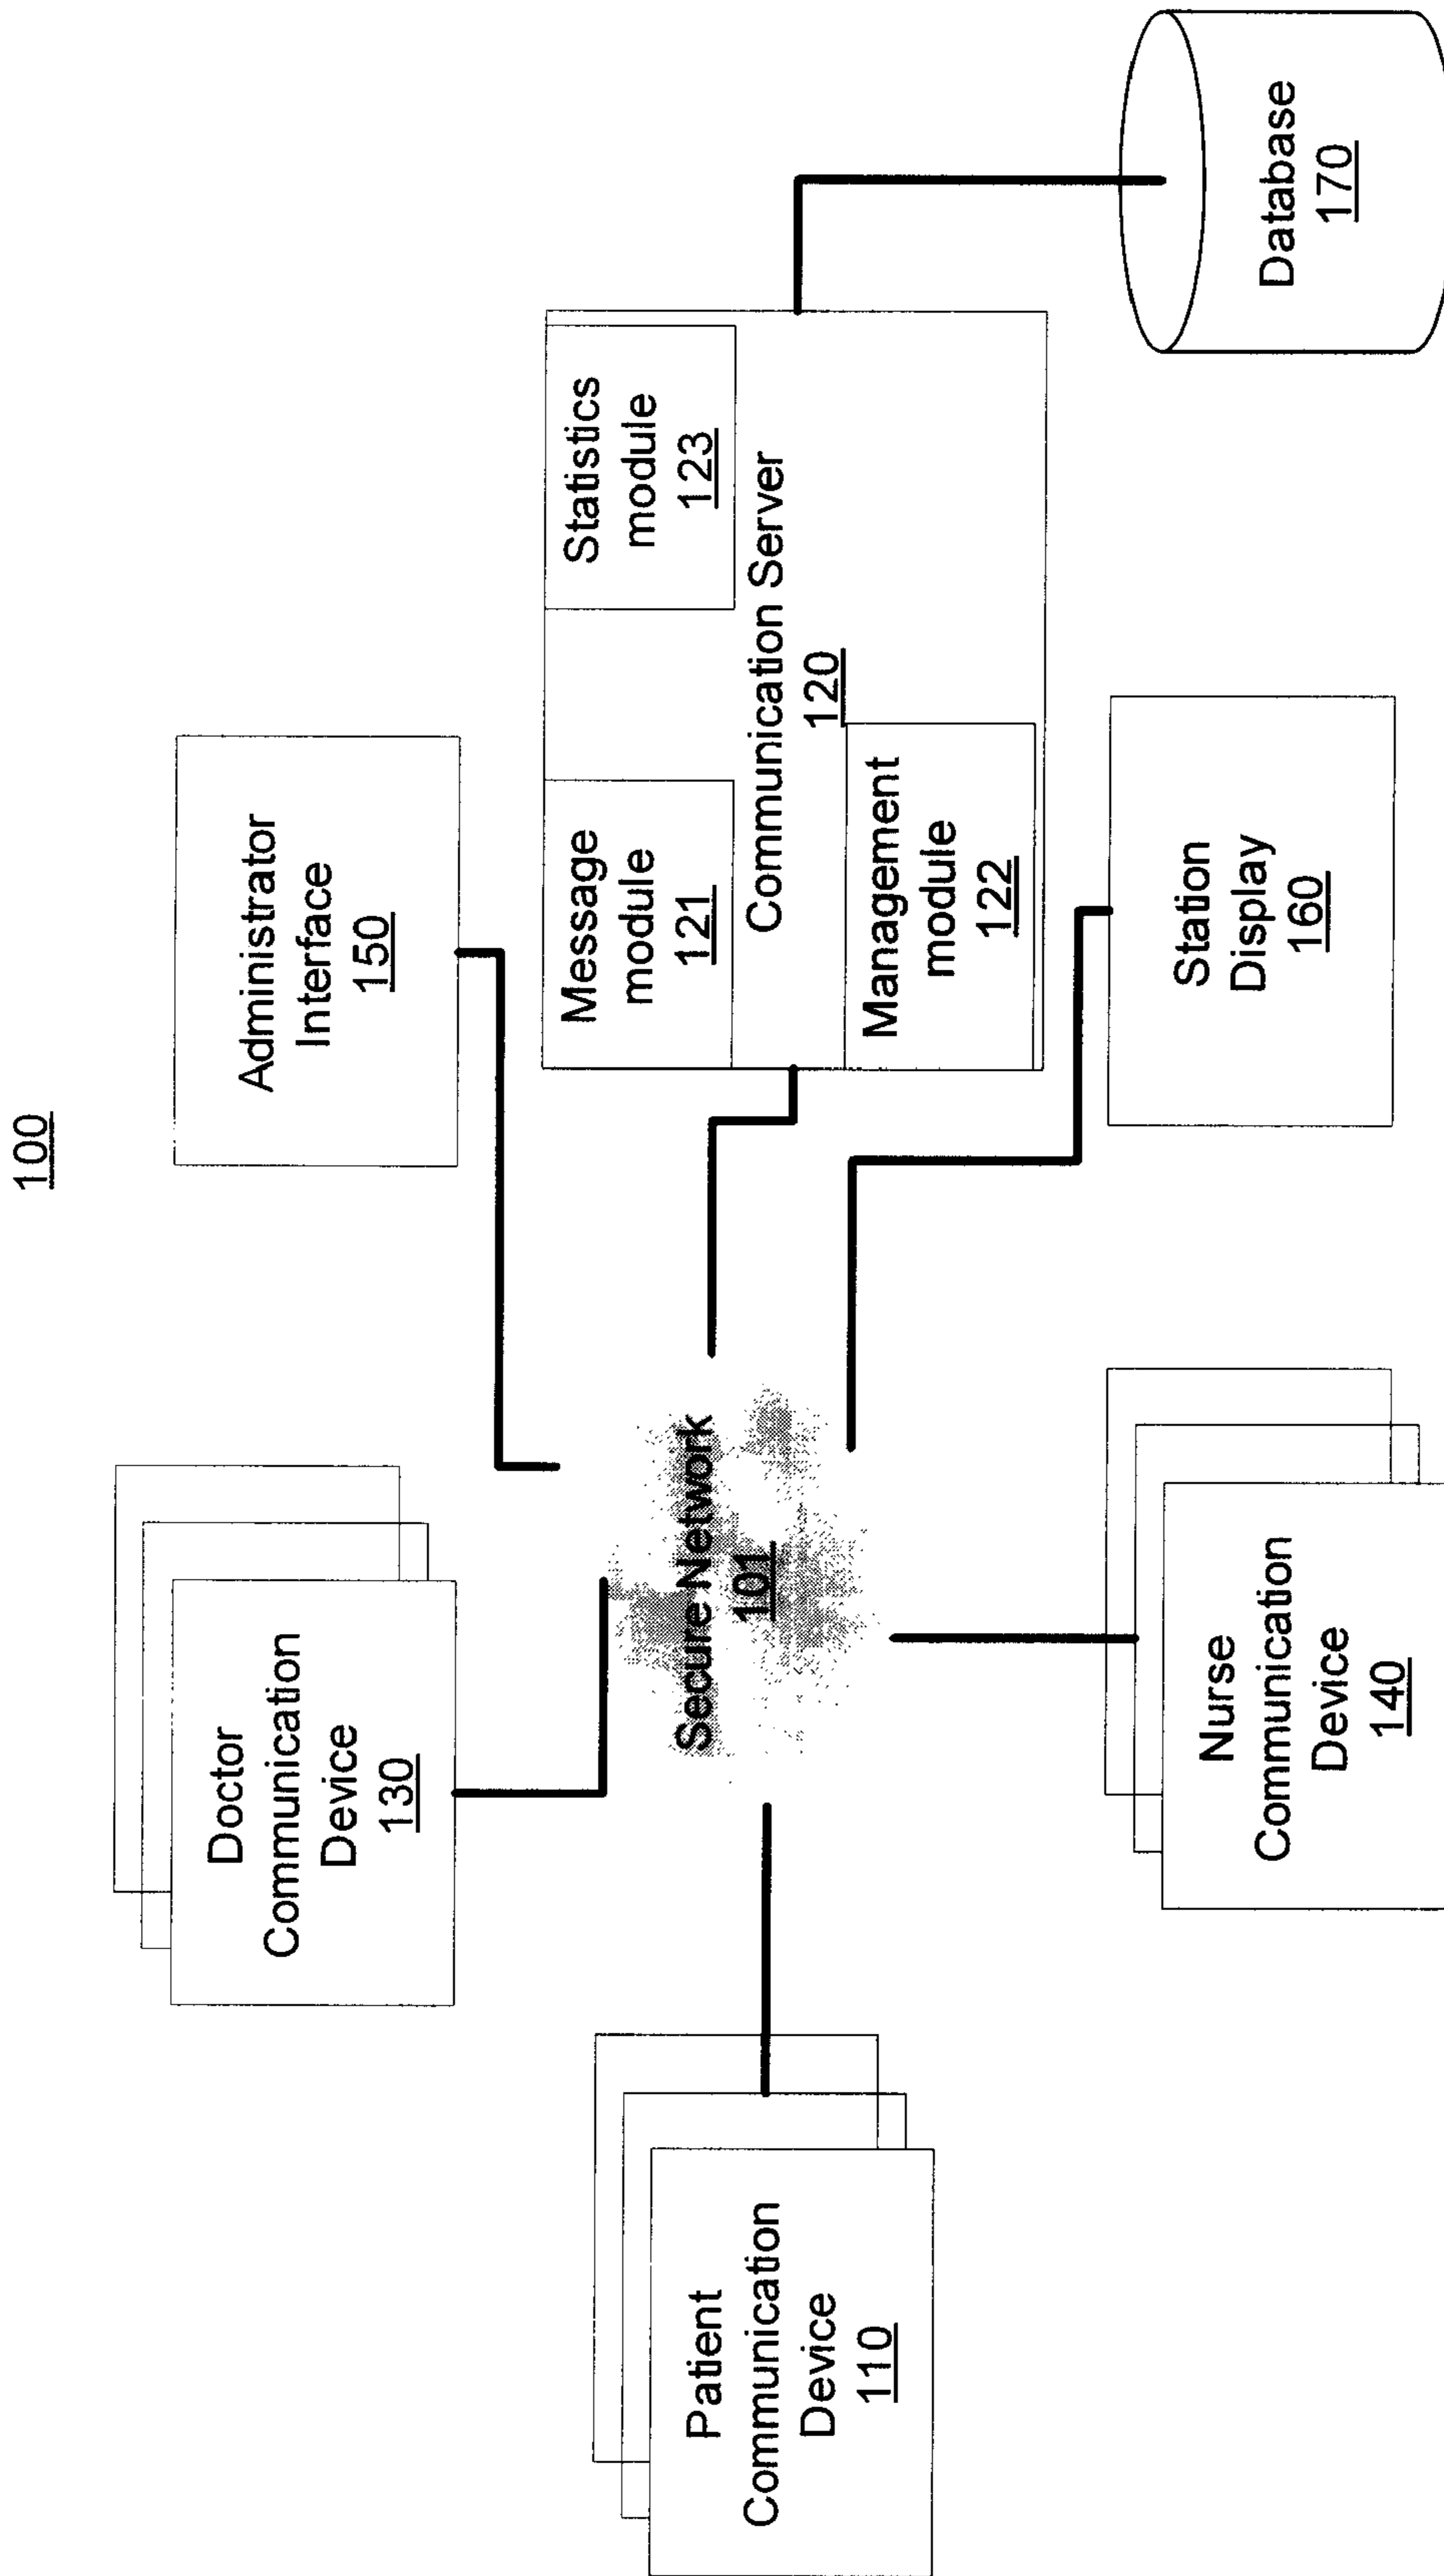 100
Doctor
Communication
Device
130
Administrator
Interface
150
Patient
Communication
Device
110
Secure Network
101
Message
module
121
Statistics
module
123
Communication Server
120
Management
module
122
Nurse
Communication
Device
140
Station
Display
160
Database
170